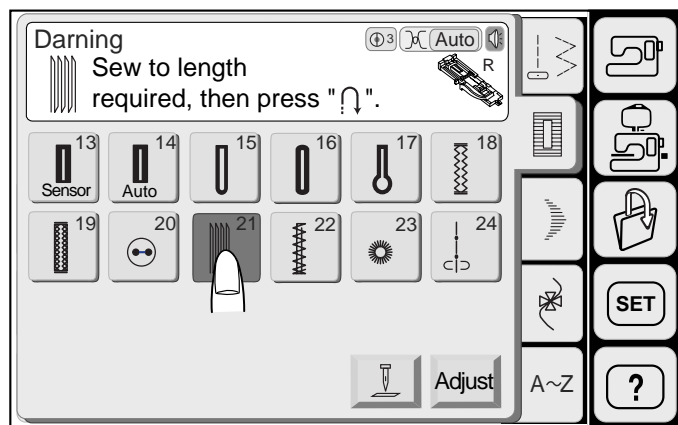 Darning
3 Auto
Sew to length
R
required, then press " ".
13 14 15 16 17 18
Sensor Auto
19 20 21 22 23 24
SET
Adjust
A~Z
?